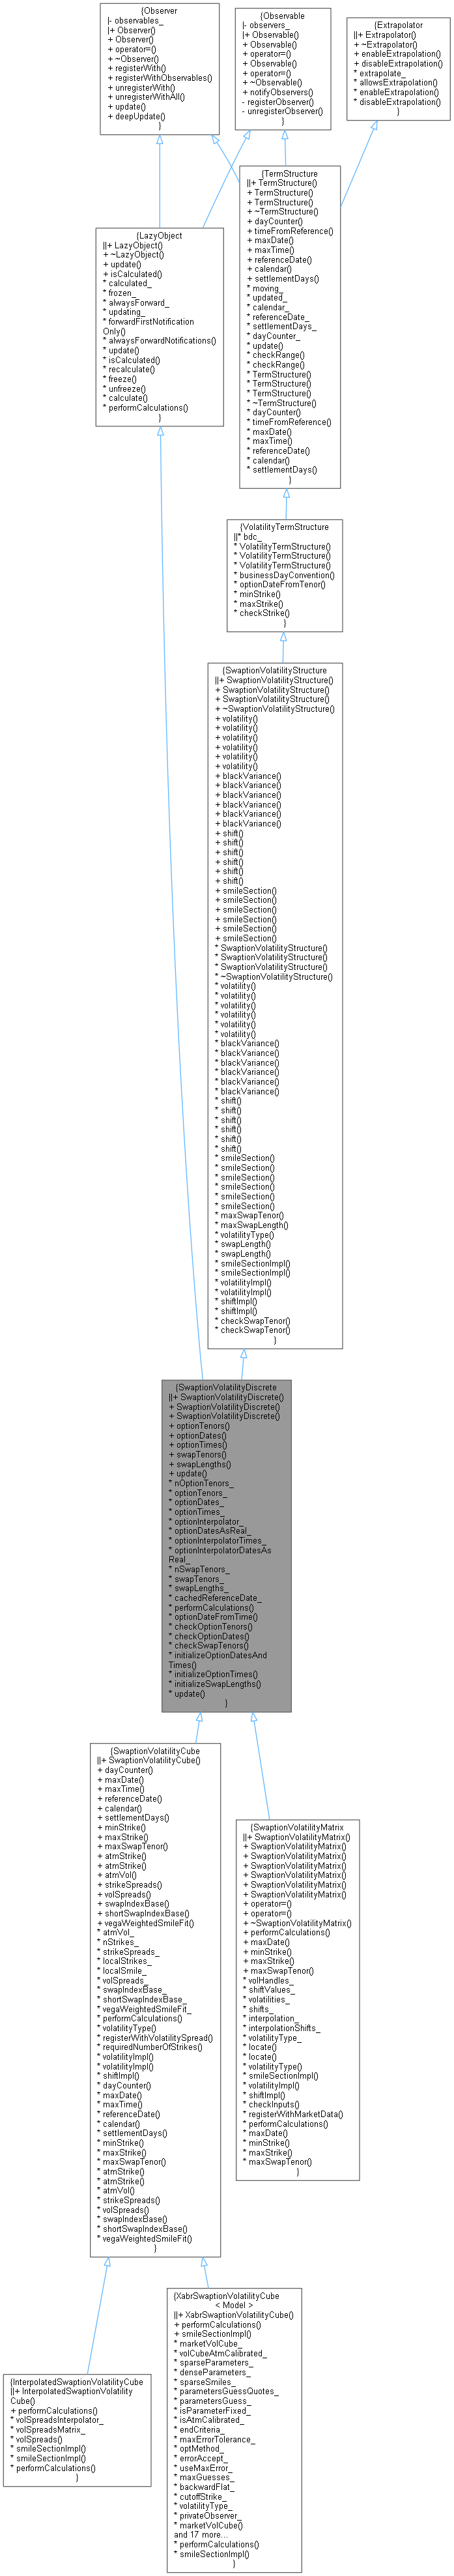 {Observer
|- observables_
|+ Observer()
+ Observer()
+ operator=()
+ ~Observer()
+ registerWith()
+ registerWithObservables()
+ unregisterWith()
+ unregisterWithAll()
+ update()
+ deepUpdate()
}
{Observable
|- observers_
|+ Observable()
+ Observable()
+ operator=()
+ Observable()
+ operator=()
+ ~Observable()
+ notifyObservers()
- registerObserver()
- unregisterObserver()
}
{Extrapolator
||+ Extrapolator()
+ ~Extrapolator()
+ enableExtrapolation()
+ disableExtrapolation()
* extrapolate_
* allowsExtrapolation()
* enableExtrapolation()
* disableExtrapolation()
}
{TermStructure
||+ TermStructure()
+ TermStructure()
+ TermStructure()
+ ~TermStructure()
+ dayCounter()
+ timeFromReference()
+ maxDate()
+ maxTime()
+ referenceDate()
+ calendar()
+ settlementDays()
* moving_
* updated_
* calendar_
* referenceDate_
* settlementDays_
* dayCounter_
* update()
* checkRange()
* checkRange()
* TermStructure()
* TermStructure()
* TermStructure()
* ~TermStructure()
* dayCounter()
* timeFromReference()
* maxDate()
* maxTime()
* referenceDate()
* calendar()
* settlementDays()
}
{LazyObject
||+ LazyObject()
+ ~LazyObject()
+ update()
+ isCalculated()
* calculated_
* frozen_
* alwaysForward_
* updating_
* forwardFirstNotification
Only()
* alwaysForwardNotifications()
* update()
* isCalculated()
* recalculate()
* freeze()
* unfreeze()
* calculate()
* performCalculations()
}
{VolatilityTermStructure
||* bdc_
* VolatilityTermStructure()
* VolatilityTermStructure()
* VolatilityTermStructure()
* businessDayConvention()
* optionDateFromTenor()
* minStrike()
* maxStrike()
* checkStrike()
}
{SwaptionVolatilityStructure
||+ SwaptionVolatilityStructure()
+ SwaptionVolatilityStructure()
+ SwaptionVolatilityStructure()
+ ~SwaptionVolatilityStructure()
+ volatility()
+ volatility()
+ volatility()
+ volatility()
+ volatility()
+ volatility()
+ blackVariance()
+ blackVariance()
+ blackVariance()
+ blackVariance()
+ blackVariance()
+ blackVariance()
+ shift()
+ shift()
+ shift()
+ shift()
+ shift()
+ shift()
+ smileSection()
+ smileSection()
+ smileSection()
+ smileSection()
+ smileSection()
+ smileSection()
* SwaptionVolatilityStructure()
* SwaptionVolatilityStructure()
* SwaptionVolatilityStructure()
* ~SwaptionVolatilityStructure()
* volatility()
* volatility()
* volatility()
* volatility()
* volatility()
* volatility()
* blackVariance()
* blackVariance()
* blackVariance()
* blackVariance()
* blackVariance()
* blackVariance()
* shift()
* shift()
* shift()
* shift()
* shift()
* shift()
* smileSection()
* smileSection()
* smileSection()
* smileSection()
* smileSection()
* smileSection()
* maxSwapTenor()
* maxSwapLength()
* volatilityType()
* swapLength()
* swapLength()
* smileSectionImpl()
* smileSectionImpl()
* volatilityImpl()
* volatilityImpl()
* shiftImpl()
* shiftImpl()
* checkSwapTenor()
* checkSwapTenor()
}
{SwaptionVolatilityDiscrete
||+ SwaptionVolatilityDiscrete()
+ SwaptionVolatilityDiscrete()
+ SwaptionVolatilityDiscrete()
+ optionTenors()
+ optionDates()
+ optionTimes()
+ swapTenors()
+ swapLengths()
+ update()
* nOptionTenors_
* optionTenors_
* optionDates_
* optionTimes_
* optionInterpolator_
* optionDatesAsReal_
* optionInterpolatorTimes_
* optionInterpolatorDatesAs
Real_
* nSwapTenors_
* swapTenors_
* swapLengths_
* cachedReferenceDate_
* performCalculations()
* optionDateFromTime()
* checkOptionTenors()
* checkOptionDates()
* checkSwapTenors()
* initializeOptionDatesAnd
Times()
* initializeOptionTimes()
* initializeSwapLengths()
* update()
}
{SwaptionVolatilityCube
||+ SwaptionVolatilityCube()
+ dayCounter()
+ maxDate()
+ maxTime()
+ referenceDate()
+ calendar()
+ settlementDays()
+ minStrike()
+ maxStrike()
+ maxSwapTenor()
+ atmStrike()
+ atmStrike()
+ atmVol()
+ strikeSpreads()
+ volSpreads()
+ swapIndexBase()
+ shortSwapIndexBase()
+ vegaWeightedSmileFit()
* atmVol_
* nStrikes_
* strikeSpreads_
* localStrikes_
* localSmile_
* volSpreads_
* swapIndexBase_
* shortSwapIndexBase_
* vegaWeightedSmileFit_
* performCalculations()
* volatilityType()
* registerWithVolatilitySpread()
* requiredNumberOfStrikes()
* volatilityImpl()
* volatilityImpl()
* shiftImpl()
* dayCounter()
* maxDate()
* maxTime()
* referenceDate()
* calendar()
* settlementDays()
* minStrike()
* maxStrike()
* maxSwapTenor()
* atmStrike()
* atmStrike()
* atmVol()
* strikeSpreads()
* volSpreads()
* swapIndexBase()
* shortSwapIndexBase()
* vegaWeightedSmileFit()
}
{SwaptionVolatilityMatrix
||+ SwaptionVolatilityMatrix()
+ SwaptionVolatilityMatrix()
+ SwaptionVolatilityMatrix()
+ SwaptionVolatilityMatrix()
+ SwaptionVolatilityMatrix()
+ SwaptionVolatilityMatrix()
+ SwaptionVolatilityMatrix()
+ operator=()
+ operator=()
+ ~SwaptionVolatilityMatrix()
+ performCalculations()
+ maxDate()
+ minStrike()
+ maxStrike()
+ maxSwapTenor()
* volHandles_
* shiftValues_
* volatilities_
* shifts_
* interpolation_
* interpolationShifts_
* volatilityType_
* locate()
* locate()
* volatilityType()
* smileSectionImpl()
* volatilityImpl()
* shiftImpl()
* checkInputs()
* registerWithMarketData()
* performCalculations()
* maxDate()
* minStrike()
* maxStrike()
* maxSwapTenor()
}
{InterpolatedSwaptionVolatilityCube
||+ InterpolatedSwaptionVolatility
Cube()
+ performCalculations()
* volSpreadsInterpolator_
* volSpreadsMatrix_
* volSpreads()
* smileSectionImpl()
* smileSectionImpl()
* performCalculations()
}
{XabrSwaptionVolatilityCube
< Model >
||+ XabrSwaptionVolatilityCube()
+ performCalculations()
+ smileSectionImpl()
* marketVolCube_
* volCubeAtmCalibrated_
* sparseParameters_
* denseParameters_
* sparseSmiles_
* parametersGuessQuotes_
* parametersGuess_
* isParameterFixed_
* isAtmCalibrated_
* endCriteria_
* maxErrorTolerance_
* optMethod_
* errorAccept_
* useMaxError_
* maxGuesses_
* backwardFlat_
* cutoffStrike_
* volatilityType_
* privateObserver_
* marketVolCube()
and 17 more...
* performCalculations()
* smileSectionImpl()
}